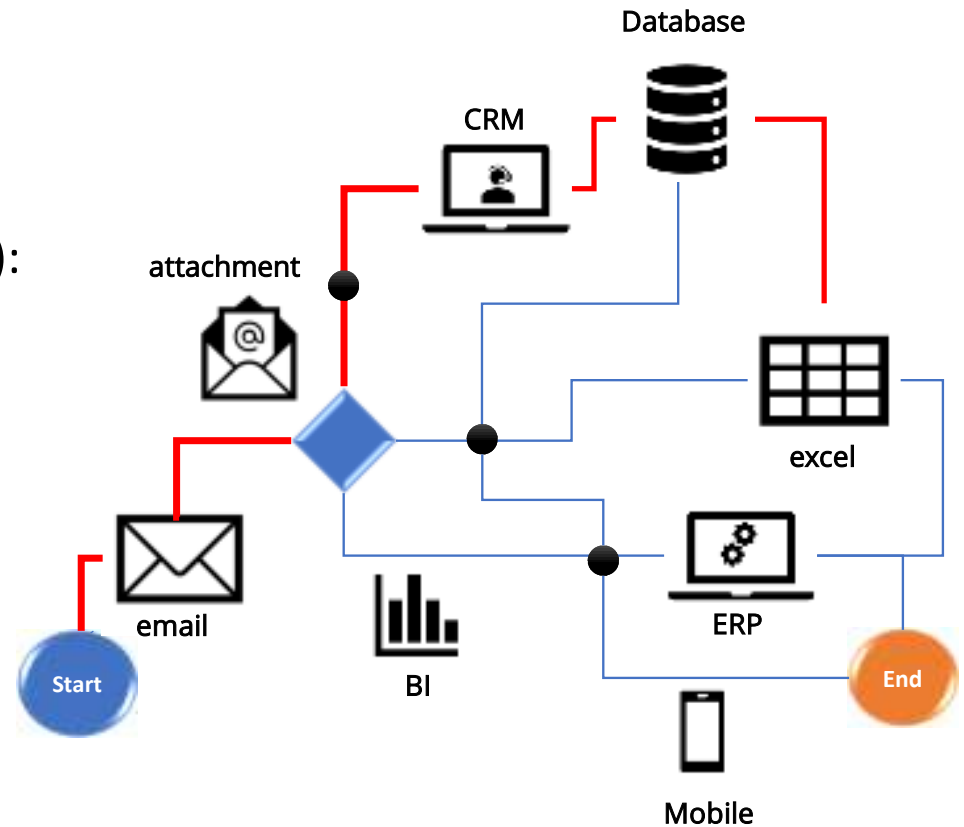 Database
CRM
):
attachment
@
excel
email
ERP
Start
BI
End
Mobile